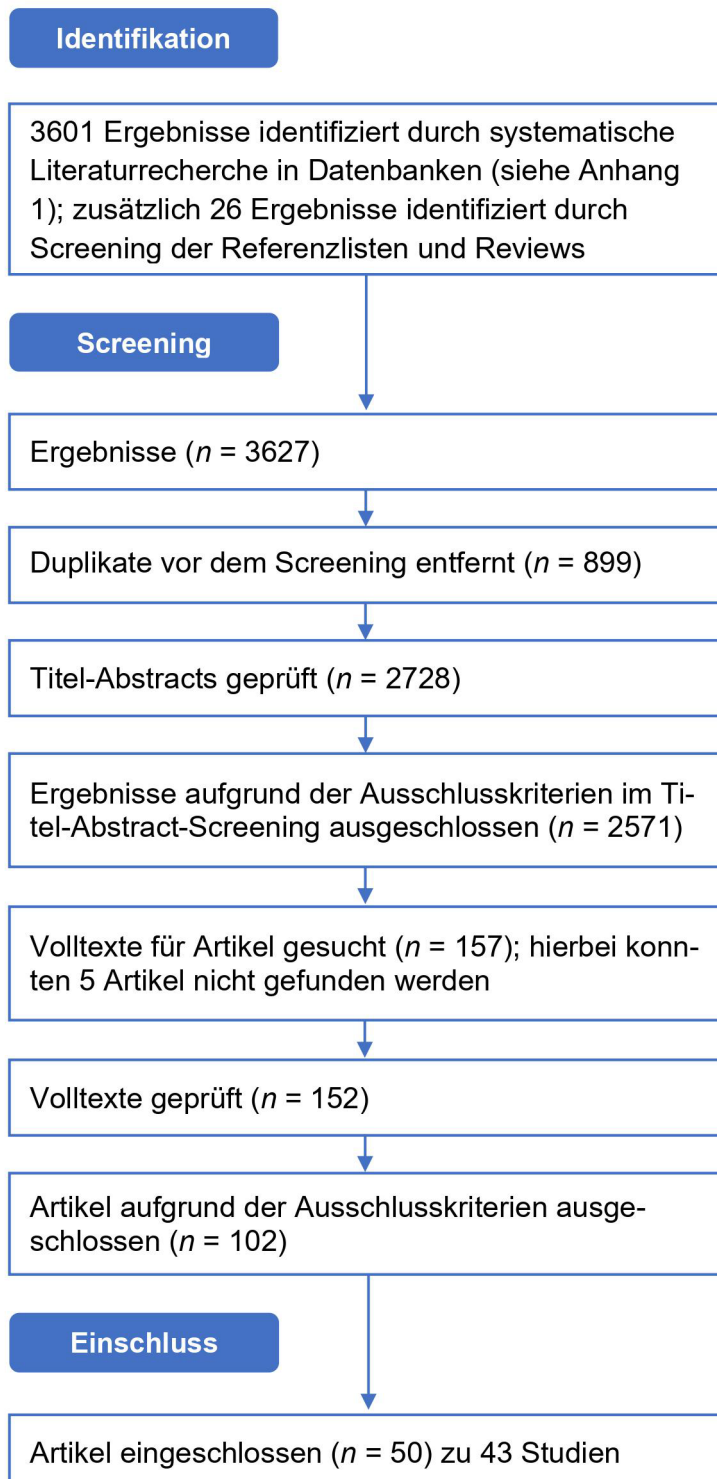 Identifikation
3601 Ergebnisse identifiziert durch systematische
Literaturrecherche in Datenbanken (siehe Anhang
1); zusätzlich 26 Ergebnisse identifiziert durch
Screening der Referenzlisten und Reviews
Screening
Ergebnisse (n = 3627)
Duplikate vor dem Screening entfernt (n = 899)
Titel-Abstracts geprüft (n = 2728)
Ergebnisse aufgrund der Ausschlusskriterien im Ti-
tel-Abstract-Screening ausgeschlossen (n = 2571)
Volltexte für Artikel gesucht (n = 157); hierbei konn-
ten 5 Artikel nicht gefunden werden
Volltexte geprüft (n = 152)
Artikel aufgrund der Ausschlusskriterien ausge-
schlossen (n = 102)
Einschluss
Artikel eingeschlossen (n = 50) zu 43 Studien